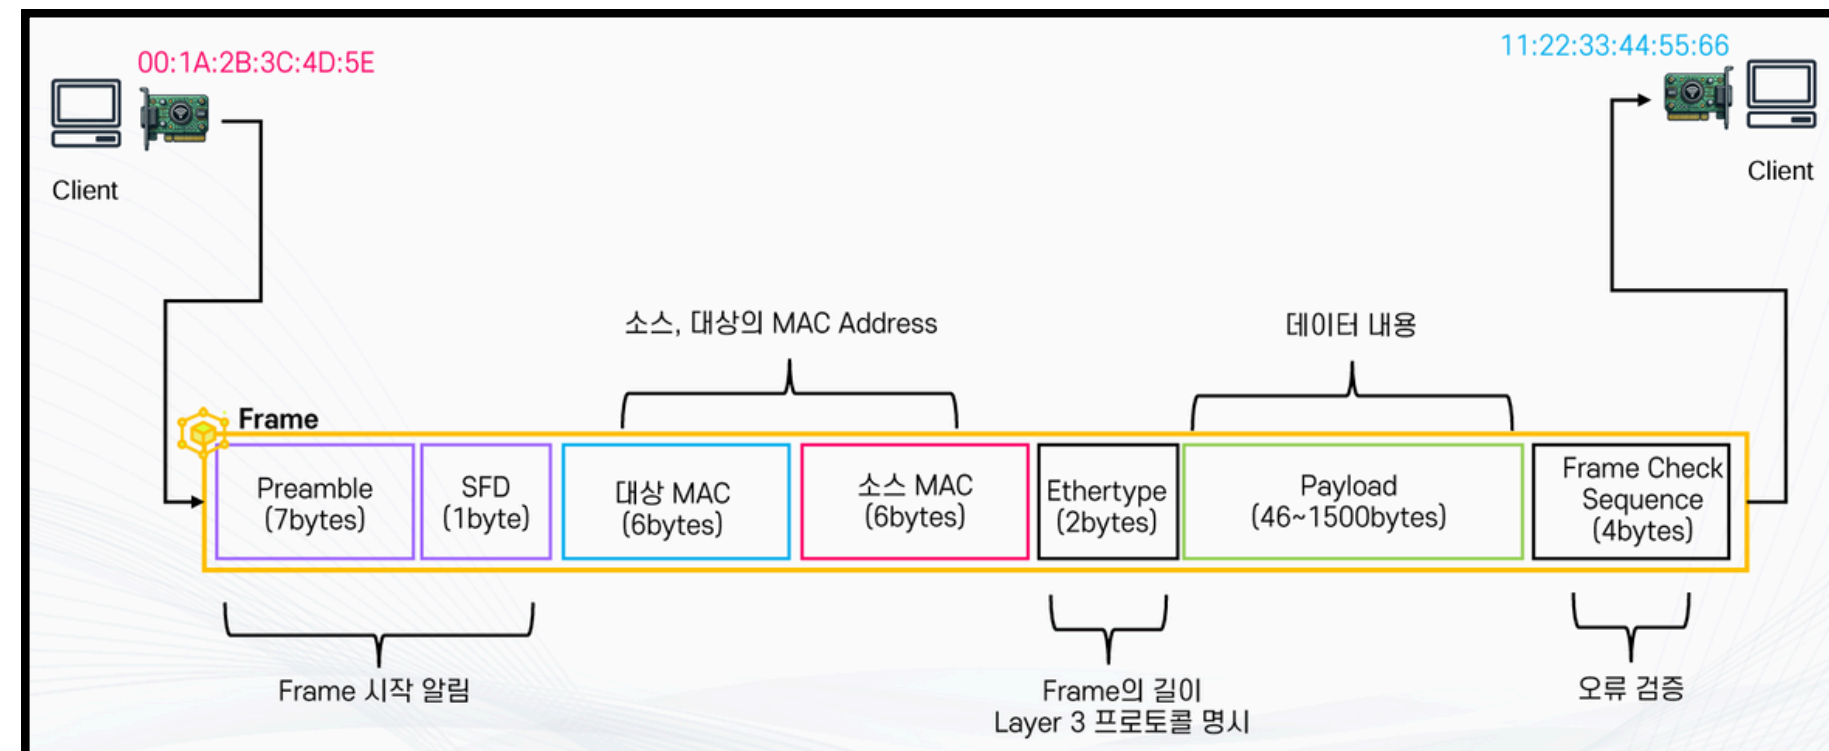 00:1A:2B:3C:4D:5E
11:22:33:44:55:66
Client
Client
소스, 대상의 MAC Address
데이터 내용
Frame
Preamble
(7bytes)
SFD
(1byte)
대상 MAC
(6bytes)
소스 MAC
(6bytes)
Ethertype
(2bytes)
Payload
(46~1500bytes)
Frame Check
Sequence
(4bytes)
Frame 시작 알림
Frame의 길이
Layer 3 프로토콜 명시
오류 검증